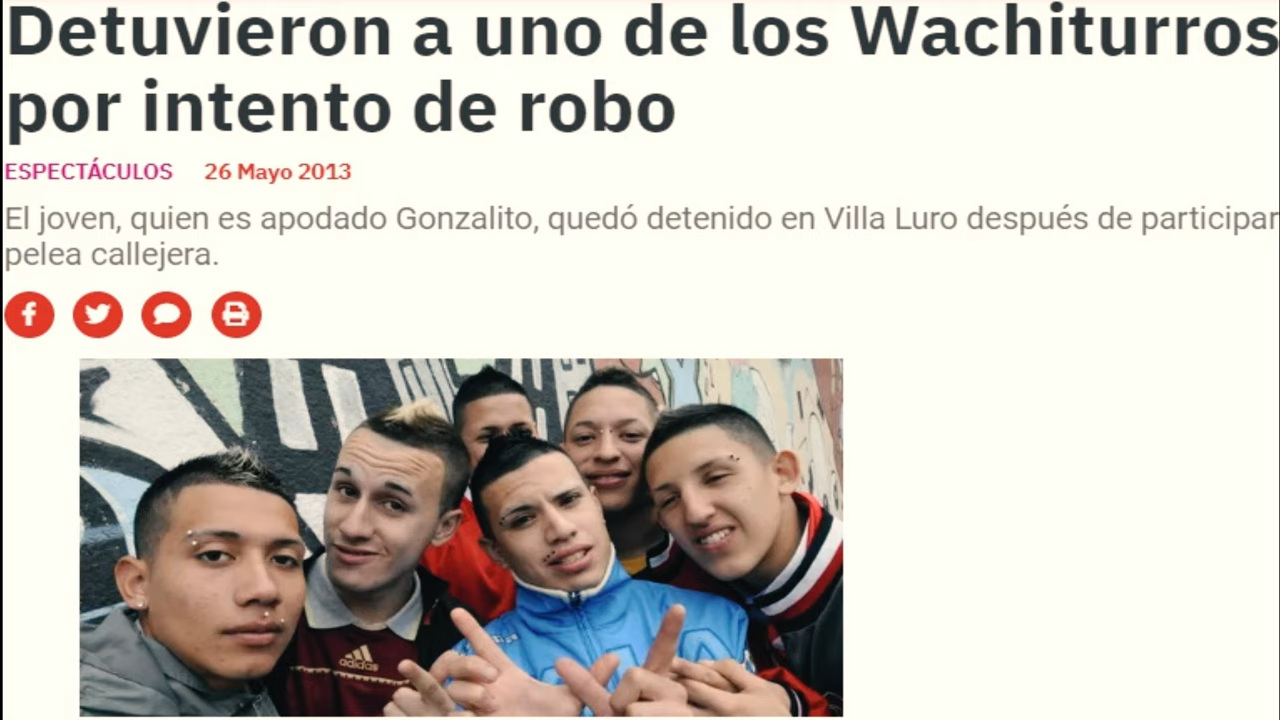 Detuvieron a uno de los Wachiturros
por intento de robo
ESPECTÁCULOS 26 Mayo 2013
El joven, quien es apodado Gonzalito, quedó detenido en Villa Luro después de participar
pelea callejera.
adidas